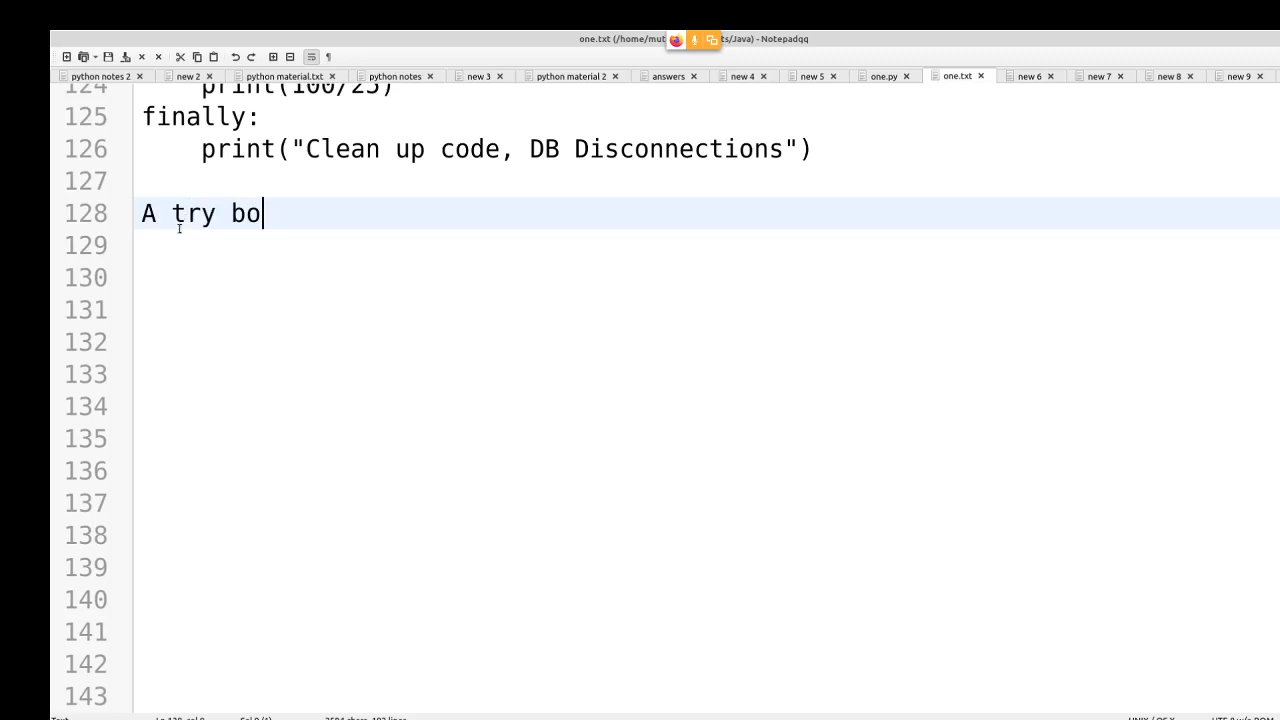 one.txt (/home/mut ts/Java) - Notepadqq
python notes 2 new 2 python material.txt python notes new 3 python material 2 answers new 4 new 5 one.py one.txt new 6 new 7 new 8 new 9
124 print(100/25)
125 finally:
126 print("Clean up code, DB Disconnections")
127
128 A try bo
129
130
131
132
133
134
135
136
137
138
139
140
141
142
143